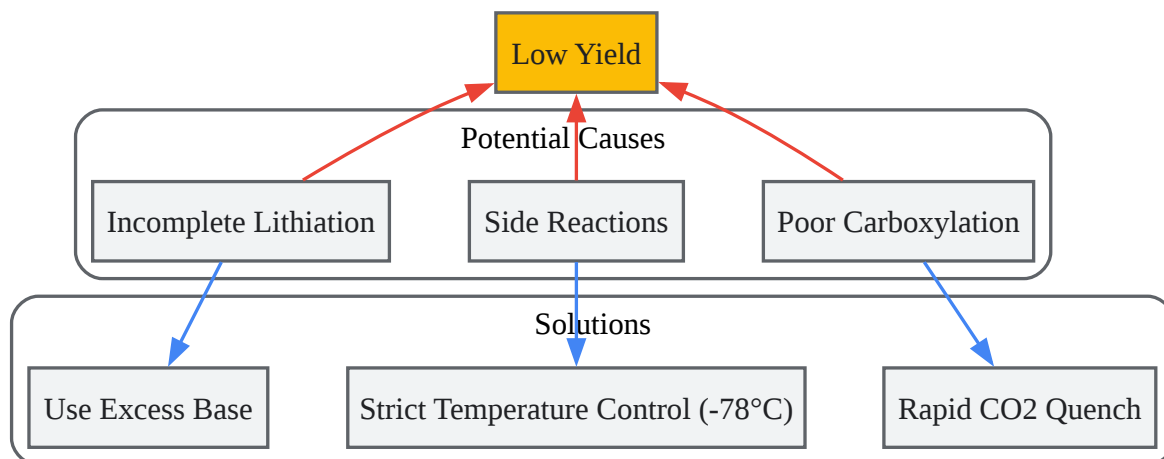 Low Yield
Potential Causes
Incomplete Lithiation
Side Reactions
Poor Carboxylation
Solutions
Use Excess Base
Strict Temperature Control (-78°C)
Rapid CO2 Quench